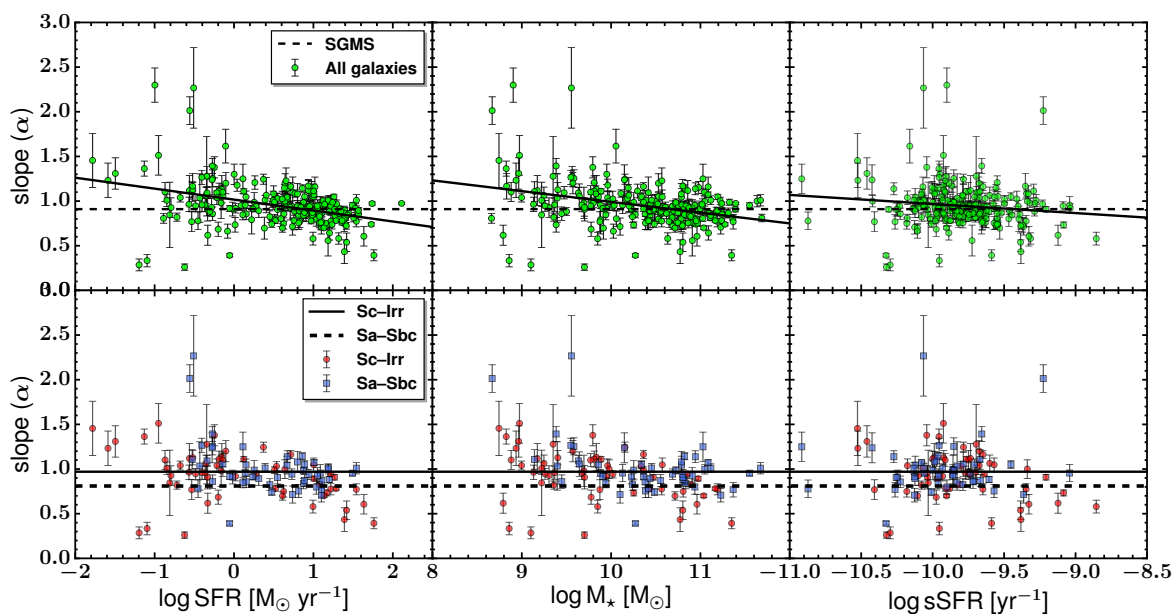 3.0
2.5
2.0
1.5
1.0
0.5
slope (α)
SGMS
All galaxies
3.0
2.5
2.0
1.5
1.0
0.5
0.0
slope (α)
Sc–Irr
Sa–Sbc
Sc–Irr
Sa–Sbc
−2 −1 0 1 2
8 9 10 11
−11.0 −10.5 −10.0 −9.5 −9.0 −8.5
log SFR [M⊙ yr−1]
log M⋆ [M⊙]
log sSFR [yr−1]